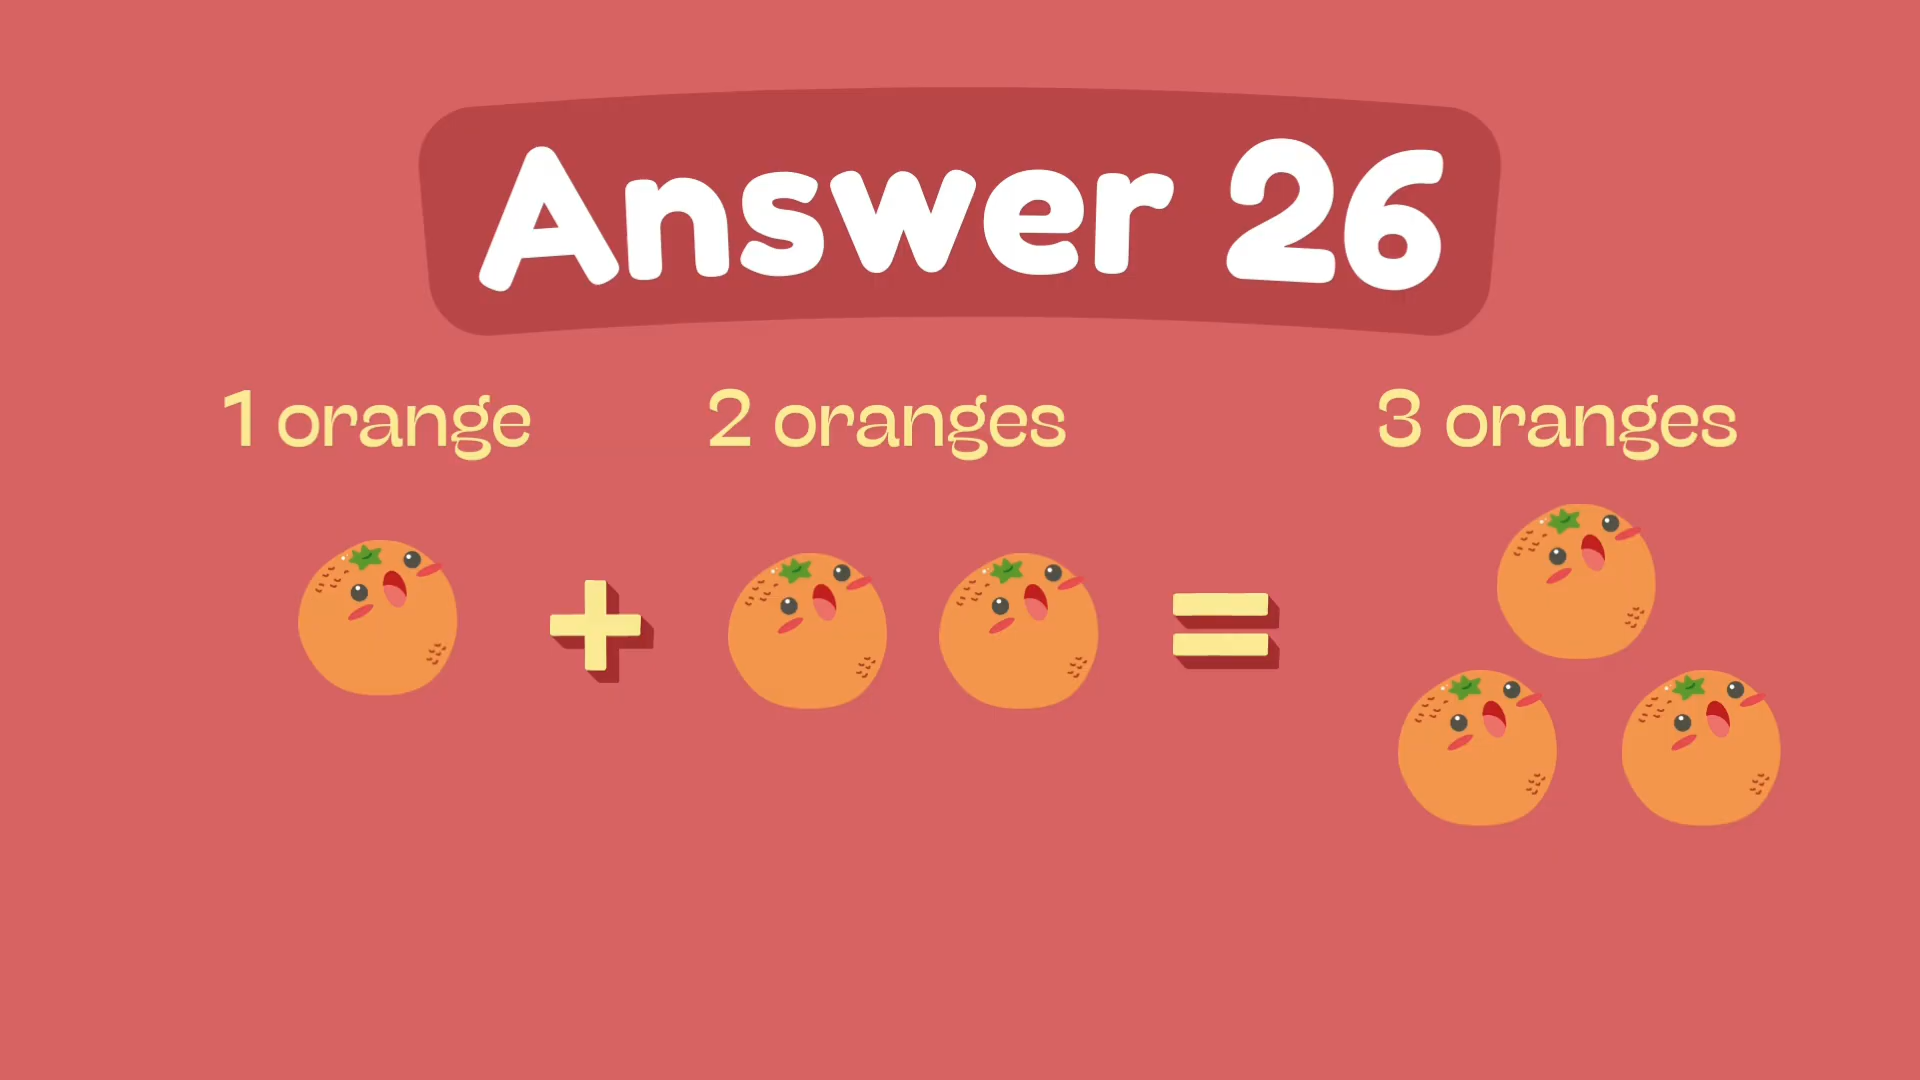 Answer 26
1 orange
2 oranges
3 oranges
+ =